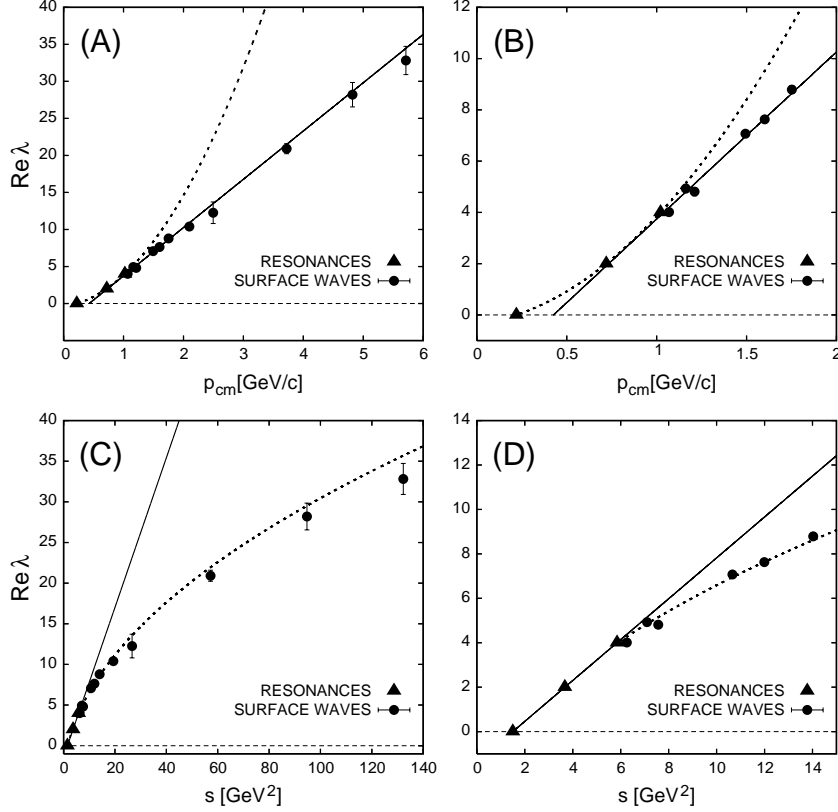 (A)
40
35
30
25
20
15
10
5
0
Re λ
RESONANCES
SURFACE WAVES
0 1 2 3 4 5 6
p_cm[GeV/c]
(B)
12
10
8
6
4
2
0
RESONANCES
SURFACE WAVES
0 0.5 1 1.5 2
p_cm[GeV/c]
(C)
40
35
30
25
20
15
10
5
0
Re λ
RESONANCES
SURFACE WAVES
0 20 40 60 80 100 120 140
s [GeV²]
(D)
14
12
10
8
6
4
2
0
RESONANCES
SURFACE WAVES
0 2 4 6 8 10 12 14
s [GeV²]